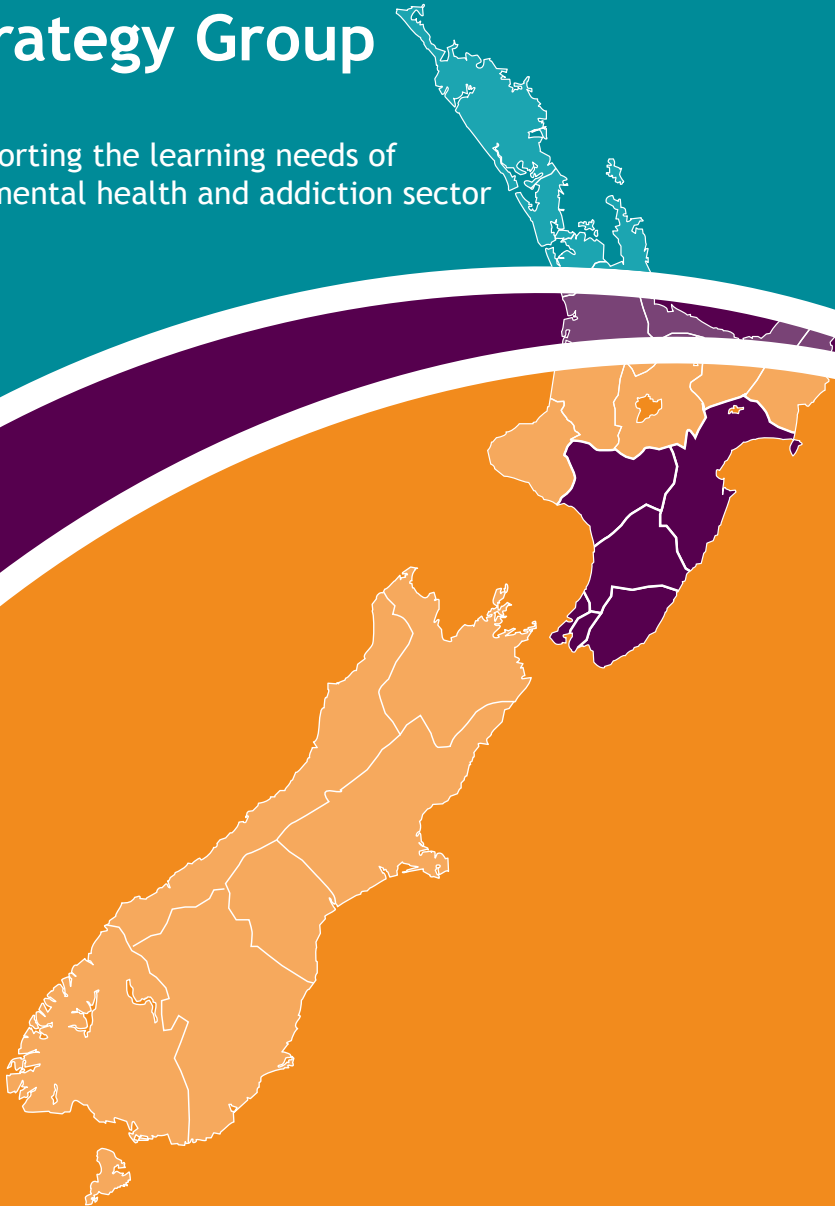 rategy Group
orting the learning needs of
mental health and addiction sector